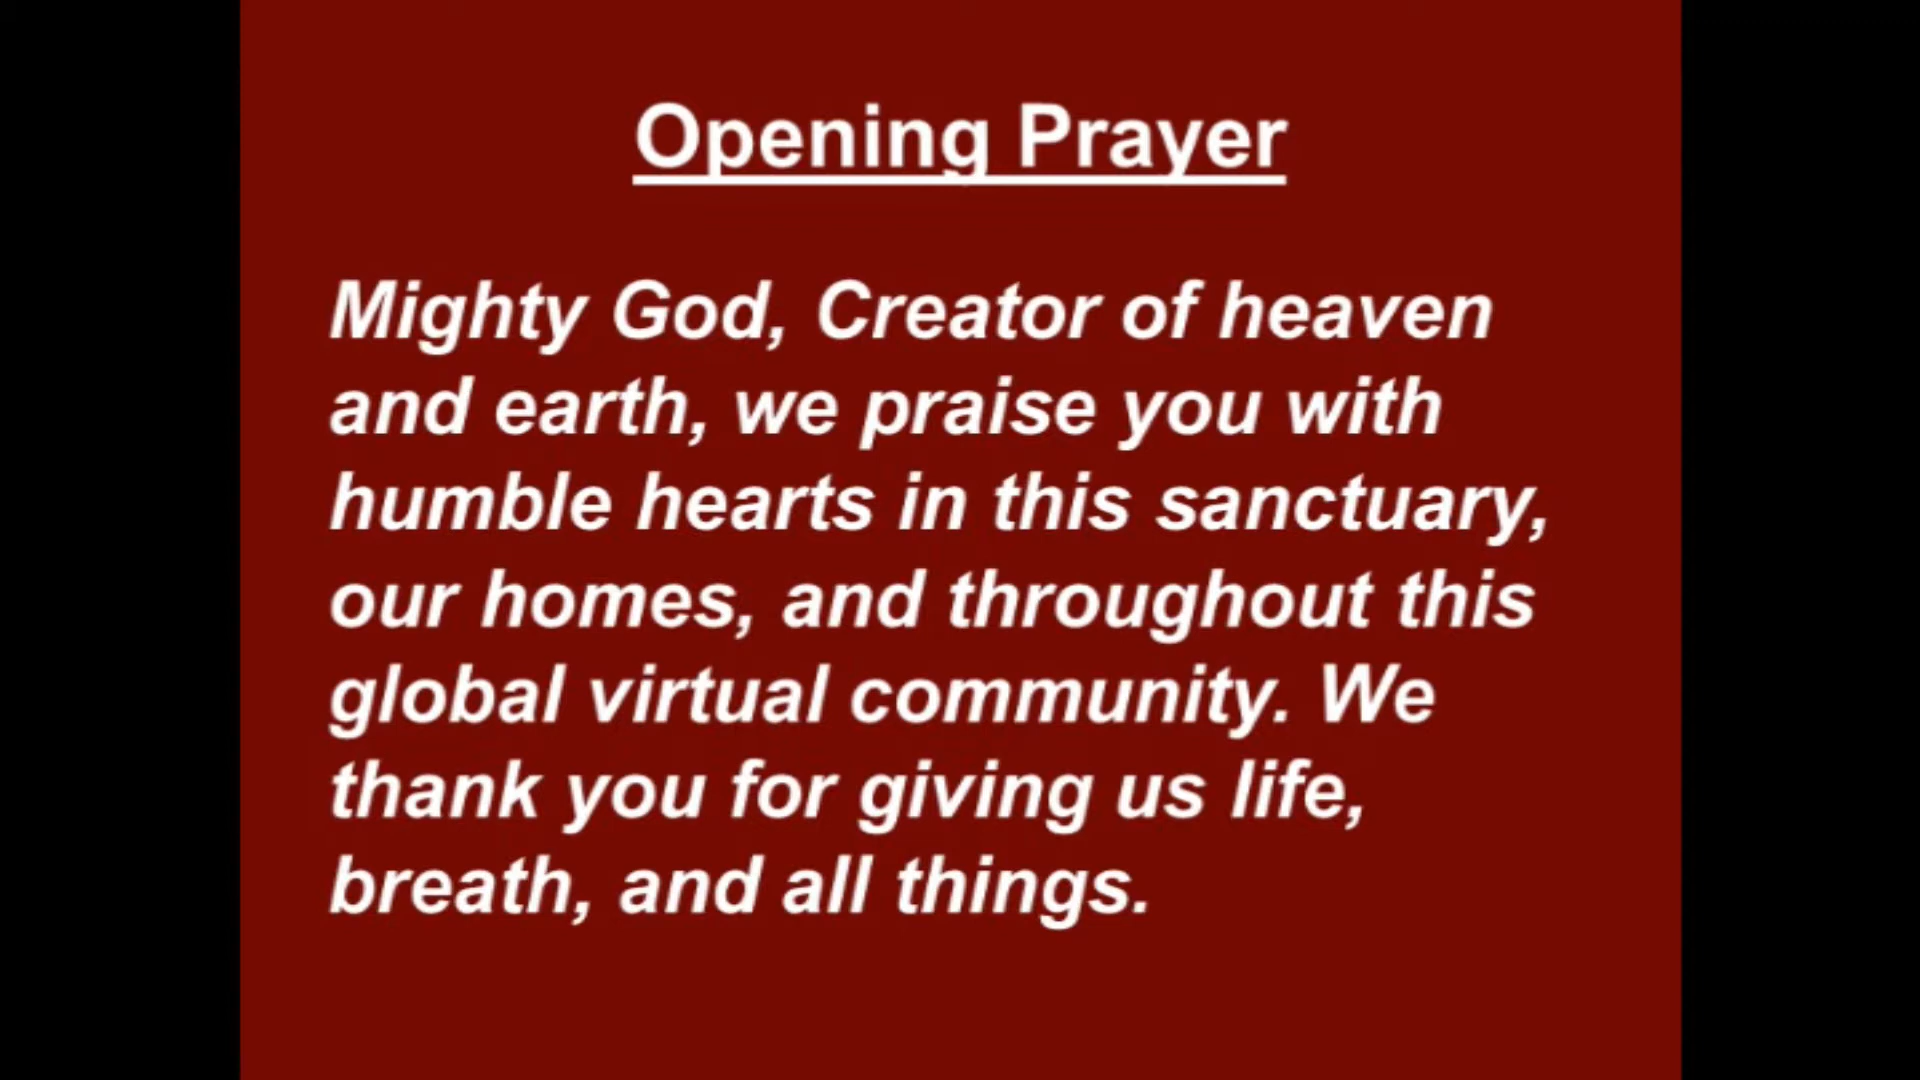 Opening Prayer
Mighty God, Creator of heaven
and earth, we praise you with
humble hearts in this sanctuary,
our homes, and throughout this
global virtual community. We
thank you for giving us life,
breath, and all things.